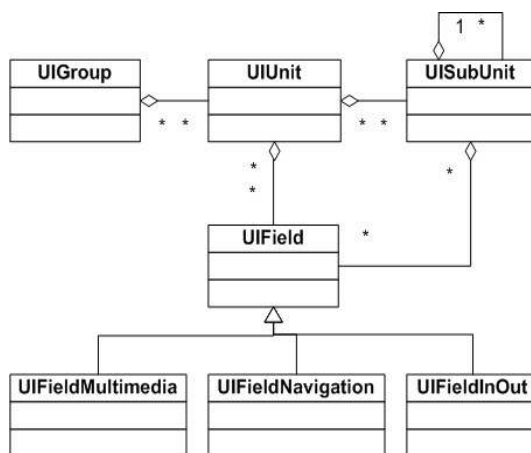 1 *
UIGroup
UIUnit
UISubUnit
* *
* *
*
*
*
UIField
*
UIFieldMultimedia
UIFieldNavigation
UIFieldInOut